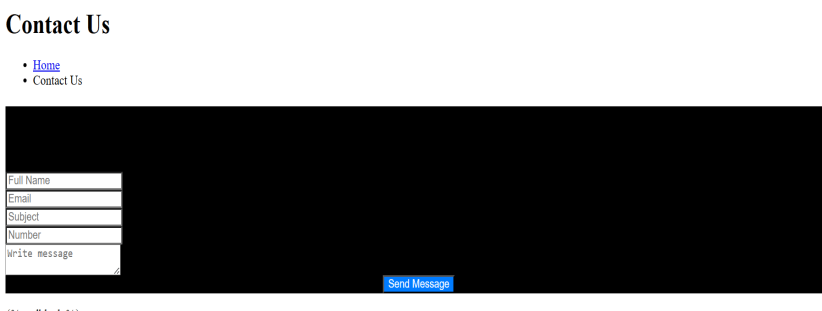 Contact Us
Home
Contact Us
Full Name
Email
Subject
Number
Write message
Send Message